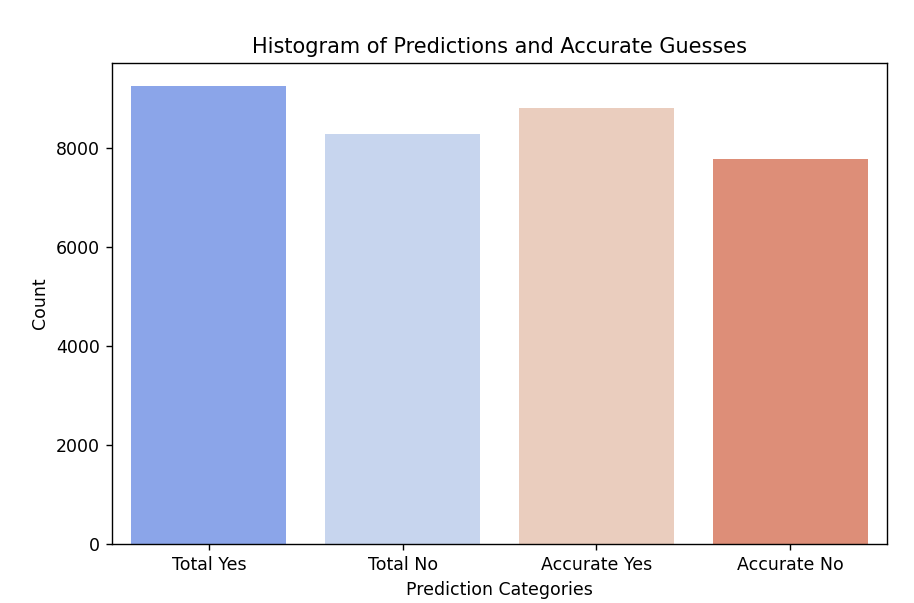 Histogram of Predictions and Accurate Guesses
Count
8000
6000
4000
2000
0
Total Yes
Total No
Accurate Yes
Accurate No
Prediction Categories